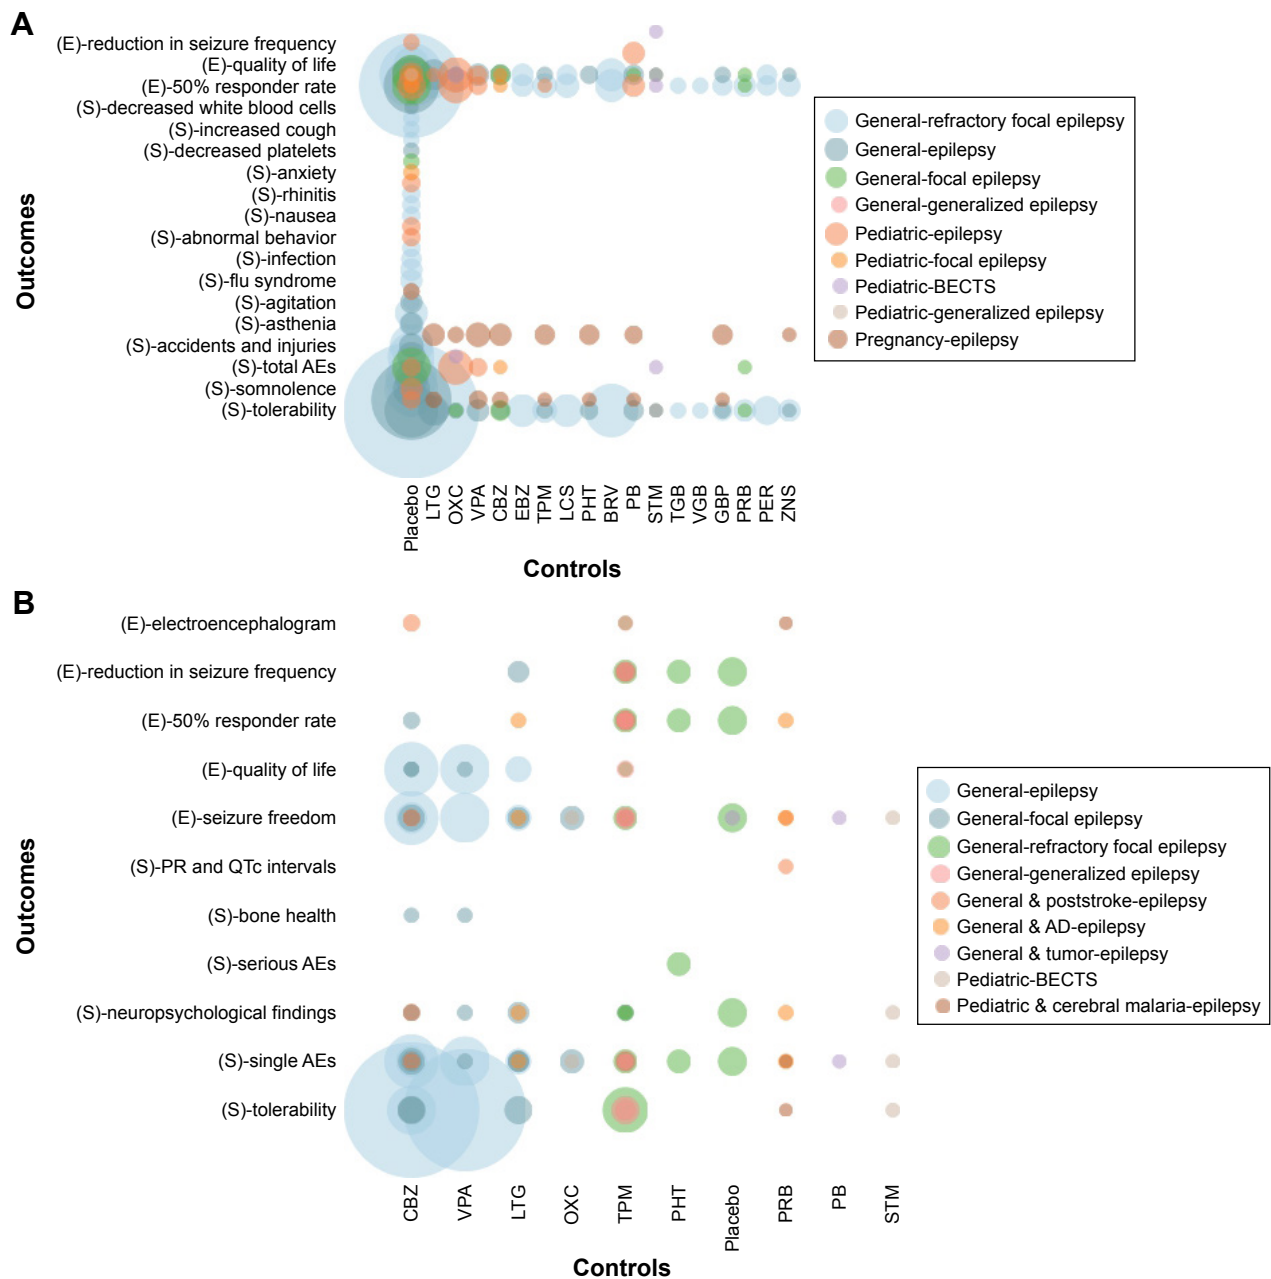 A
(E)-reduction in seizure frequency
(E)-quality of life
(E)-50% responder rate
(S)-decreased white blood cells
(S)-increased cough
(S)-decreased platelets
(S)-anxiety
(S)-rhinitis
(S)-nausea
(S)-abnormal behavior
(S)-infection
(S)-flu syndrome
(S)-agitation
(S)-asthenia
(S)-accidents and injuries
(S)-total AEs
(S)-somnolence
(S)-tolerability
Outcomes
General-refractory focal epilepsy
General-epilepsy
General-focal epilepsy
General-generalized epilepsy
Pediatric-epilepsy
Pediatric-focal epilepsy
Pediatric-BECTS
Pediatric-generalized epilepsy
Pregnancy-epilepsy
Placebo
LTG
OXC
VPA
CBZ
EBZ
TPM
LCS
PHT
BRV
PB
STM
TGB
VGB
GBP
PRB
PER
ZNS
Controls
B
(E)-electroencephalogram
(E)-reduction in seizure frequency
(E)-50% responder rate
(E)-quality of life
(E)-seizure freedom
(S)-PR and QTc intervals
(S)-bone health
(S)-serious AEs
(S)-neuropsychological findings
(S)-single AEs
(S)-tolerability
Outcomes
General-epilepsy
General-focal epilepsy
General-refractory focal epilepsy
General-generalized epilepsy
General & poststroke-epilepsy
General & AD-epilepsy
General & tumor-epilepsy
Pediatric-BECTS
Pediatric & cerebral malaria-epilepsy
CBZ
VPA
LTG
OXC
TPM
PHT
Placebo
PRB
PB
STM
Controls